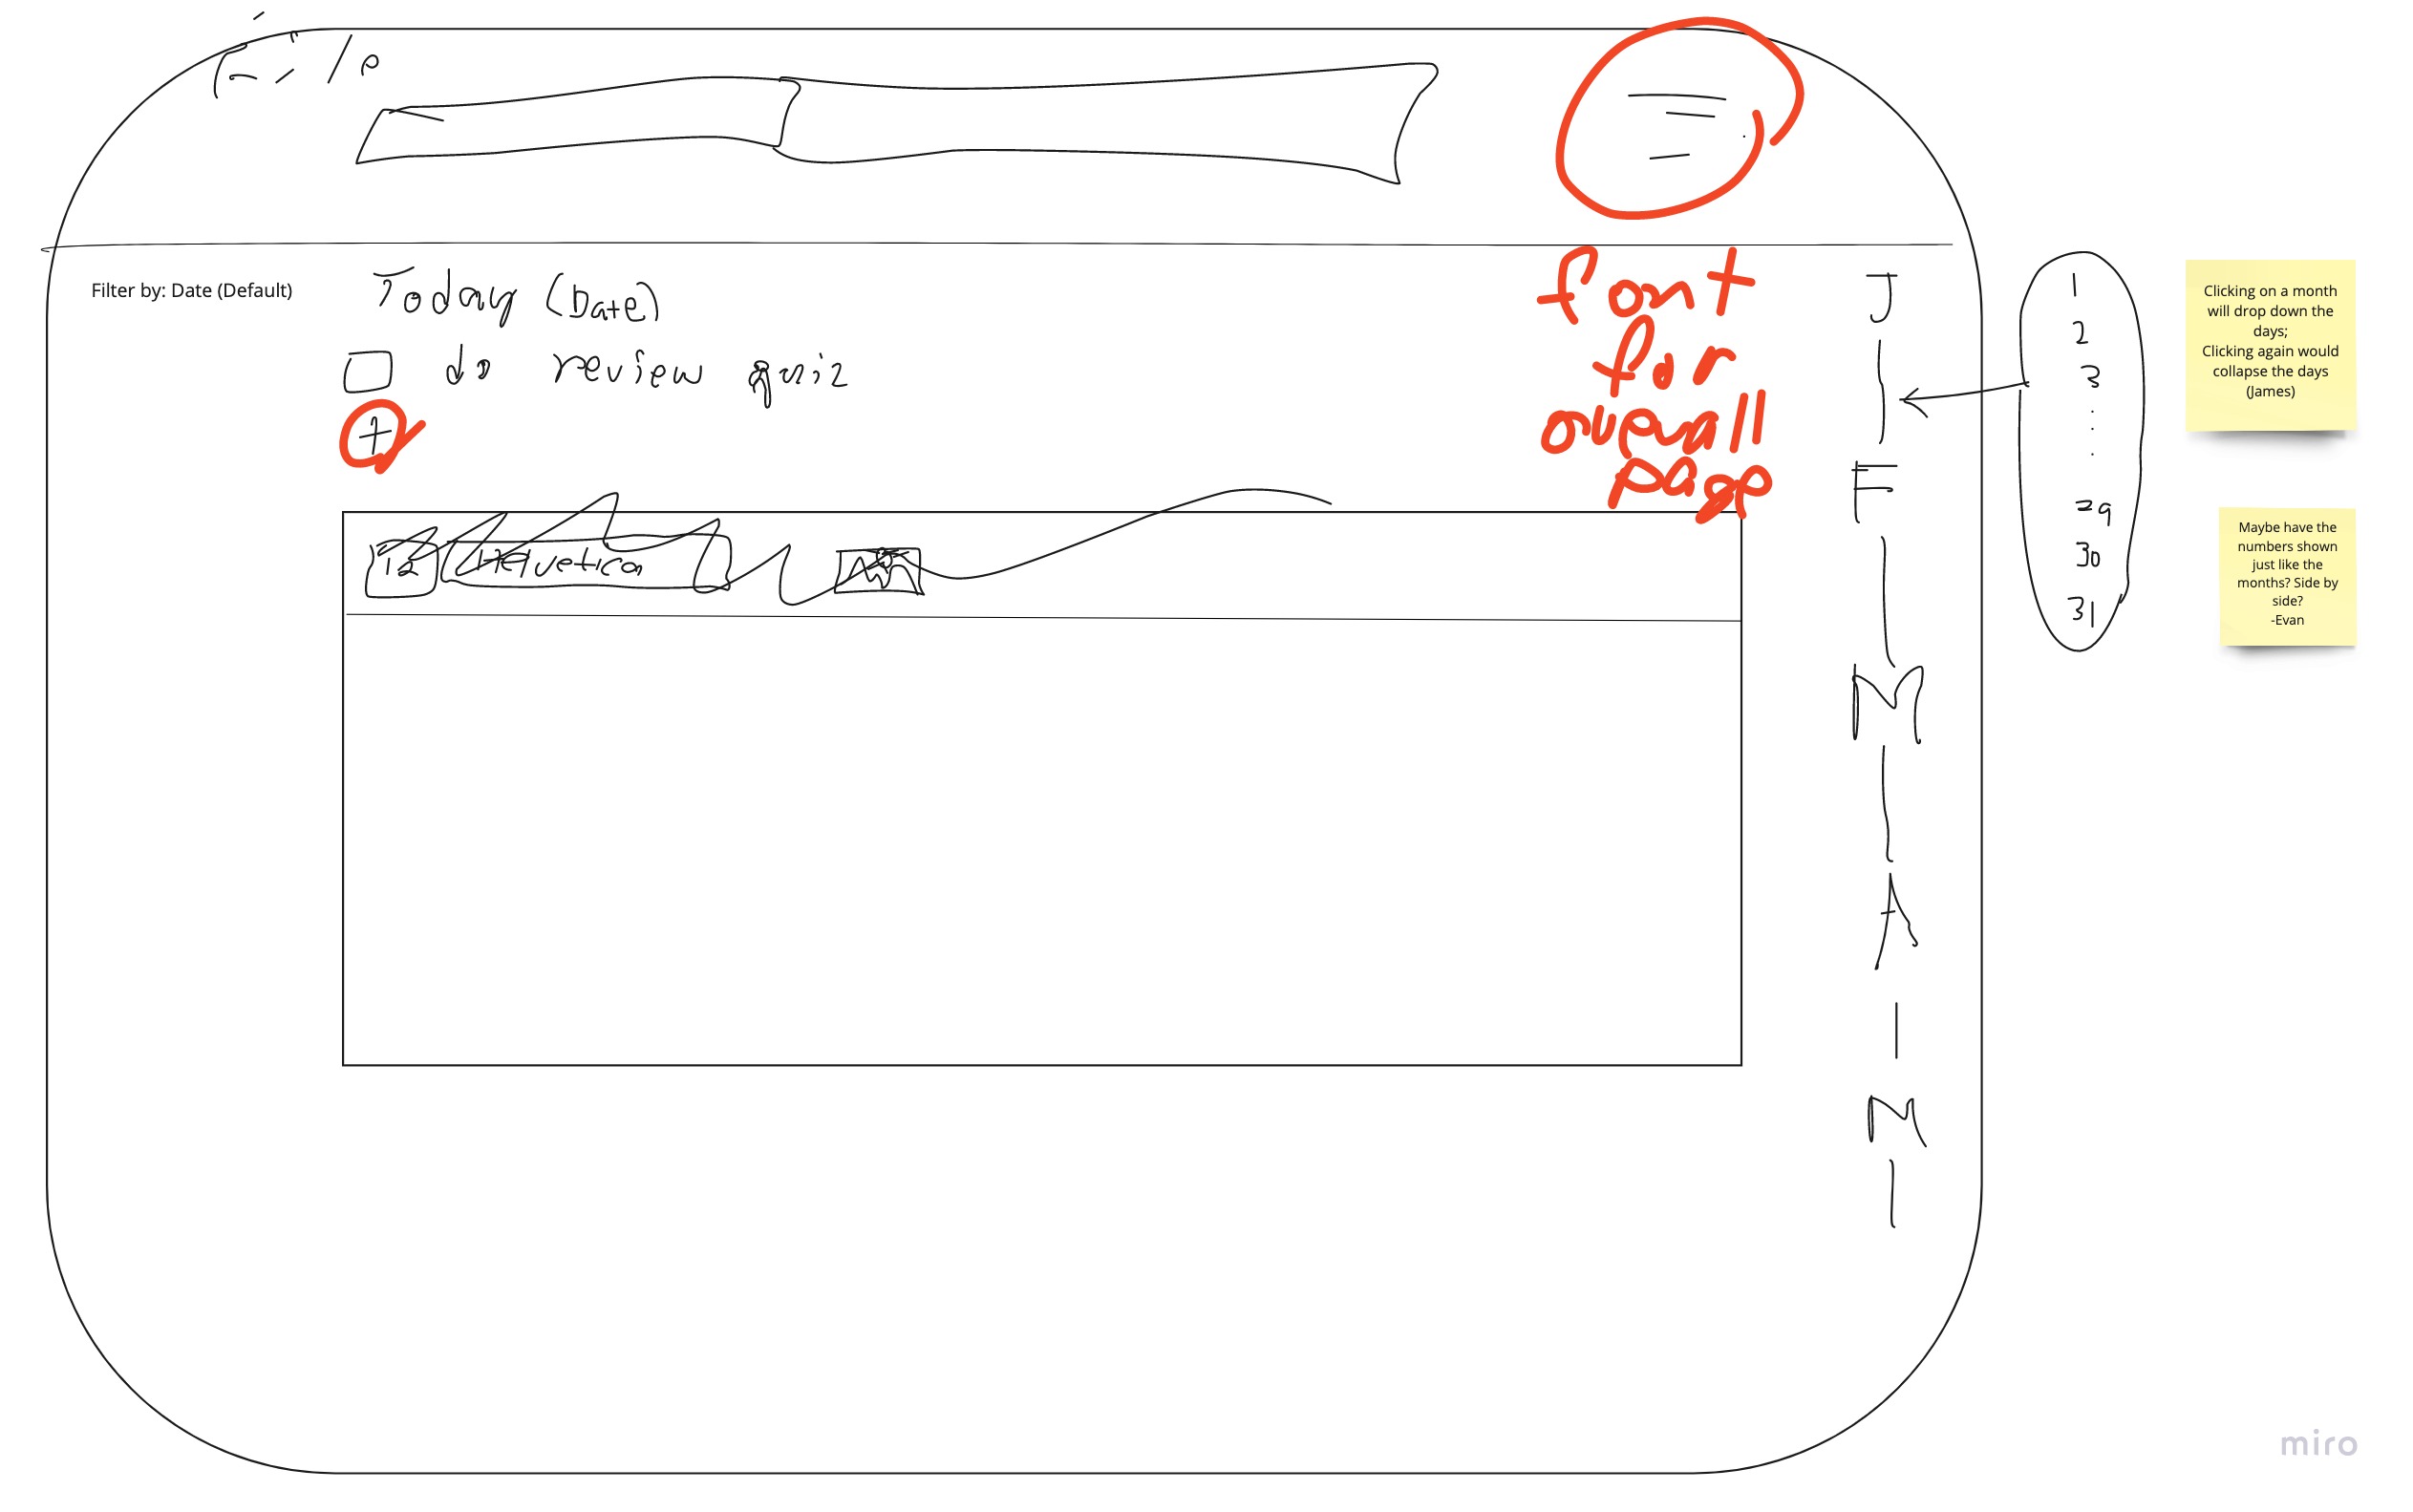 File
Filter by: Date (Default)
Today (Date)
do review quiz
+
12 Helvetica
font
for
overall
page
J
F
M
A
M
1
2
3
.
.
.
29
30
31
Clicking on a month
will drop down the
days;
Clicking again would
collapse the days
(James)
Maybe have the
numbers shown
just like the
months? Side by
side?
-Evan
miro